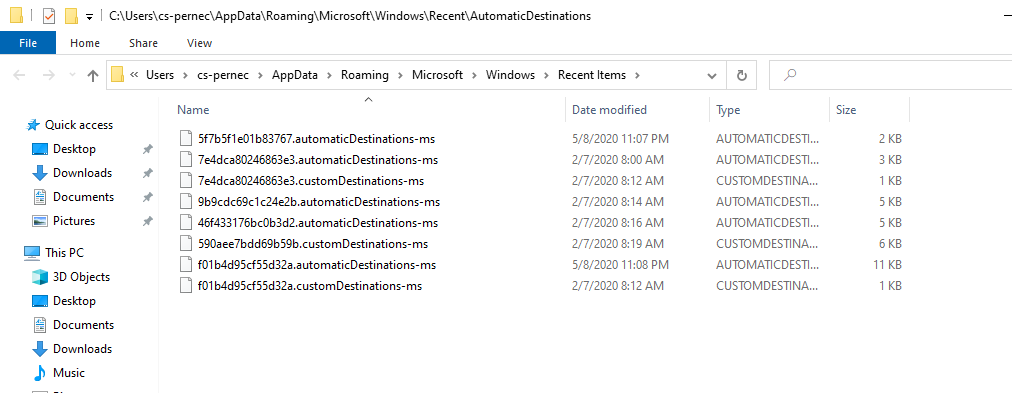 C:\Users\cs-pernec\AppData\Roaming\Microsoft\Windows\Recent\AutomaticDestinations
File Home Share View
« Users > cs-pernec > AppData > Roaming > Microsoft > Windows > Recent Items >
Name Date modified Type Size
Quick access
Desktop
Downloads
Documents
Pictures
This PC
3D Objects
Desktop
Documents
Downloads
Music
5f7b5f1e01b83767.automaticDestinations-ms 5/8/2020 11:07 PM AUTOMATICDESTI... 2 KB
7e4dca80246863e3.automaticDestinations-ms 2/7/2020 8:00 AM AUTOMATICDESTI... 3 KB
7e4dca80246863e3.customDestinations-ms 2/7/2020 8:12 AM CUSTOMDESTINA... 1 KB
9b9cdc69c1c24e2b.automaticDestinations-ms 2/7/2020 8:14 AM AUTOMATICDESTI... 5 KB
46f433176bc0b3d2.automaticDestinations-ms 2/7/2020 8:16 AM AUTOMATICDESTI... 5 KB
590aee7bdd69b59b.customDestinations-ms 2/7/2020 8:19 AM CUSTOMDESTINA... 6 KB
f01b4d95cf55d32a.automaticDestinations-ms 5/8/2020 11:08 PM AUTOMATICDESTI... 11 KB
f01b4d95cf55d32a.customDestinations-ms 2/7/2020 8:12 AM CUSTOMDESTINA... 1 KB